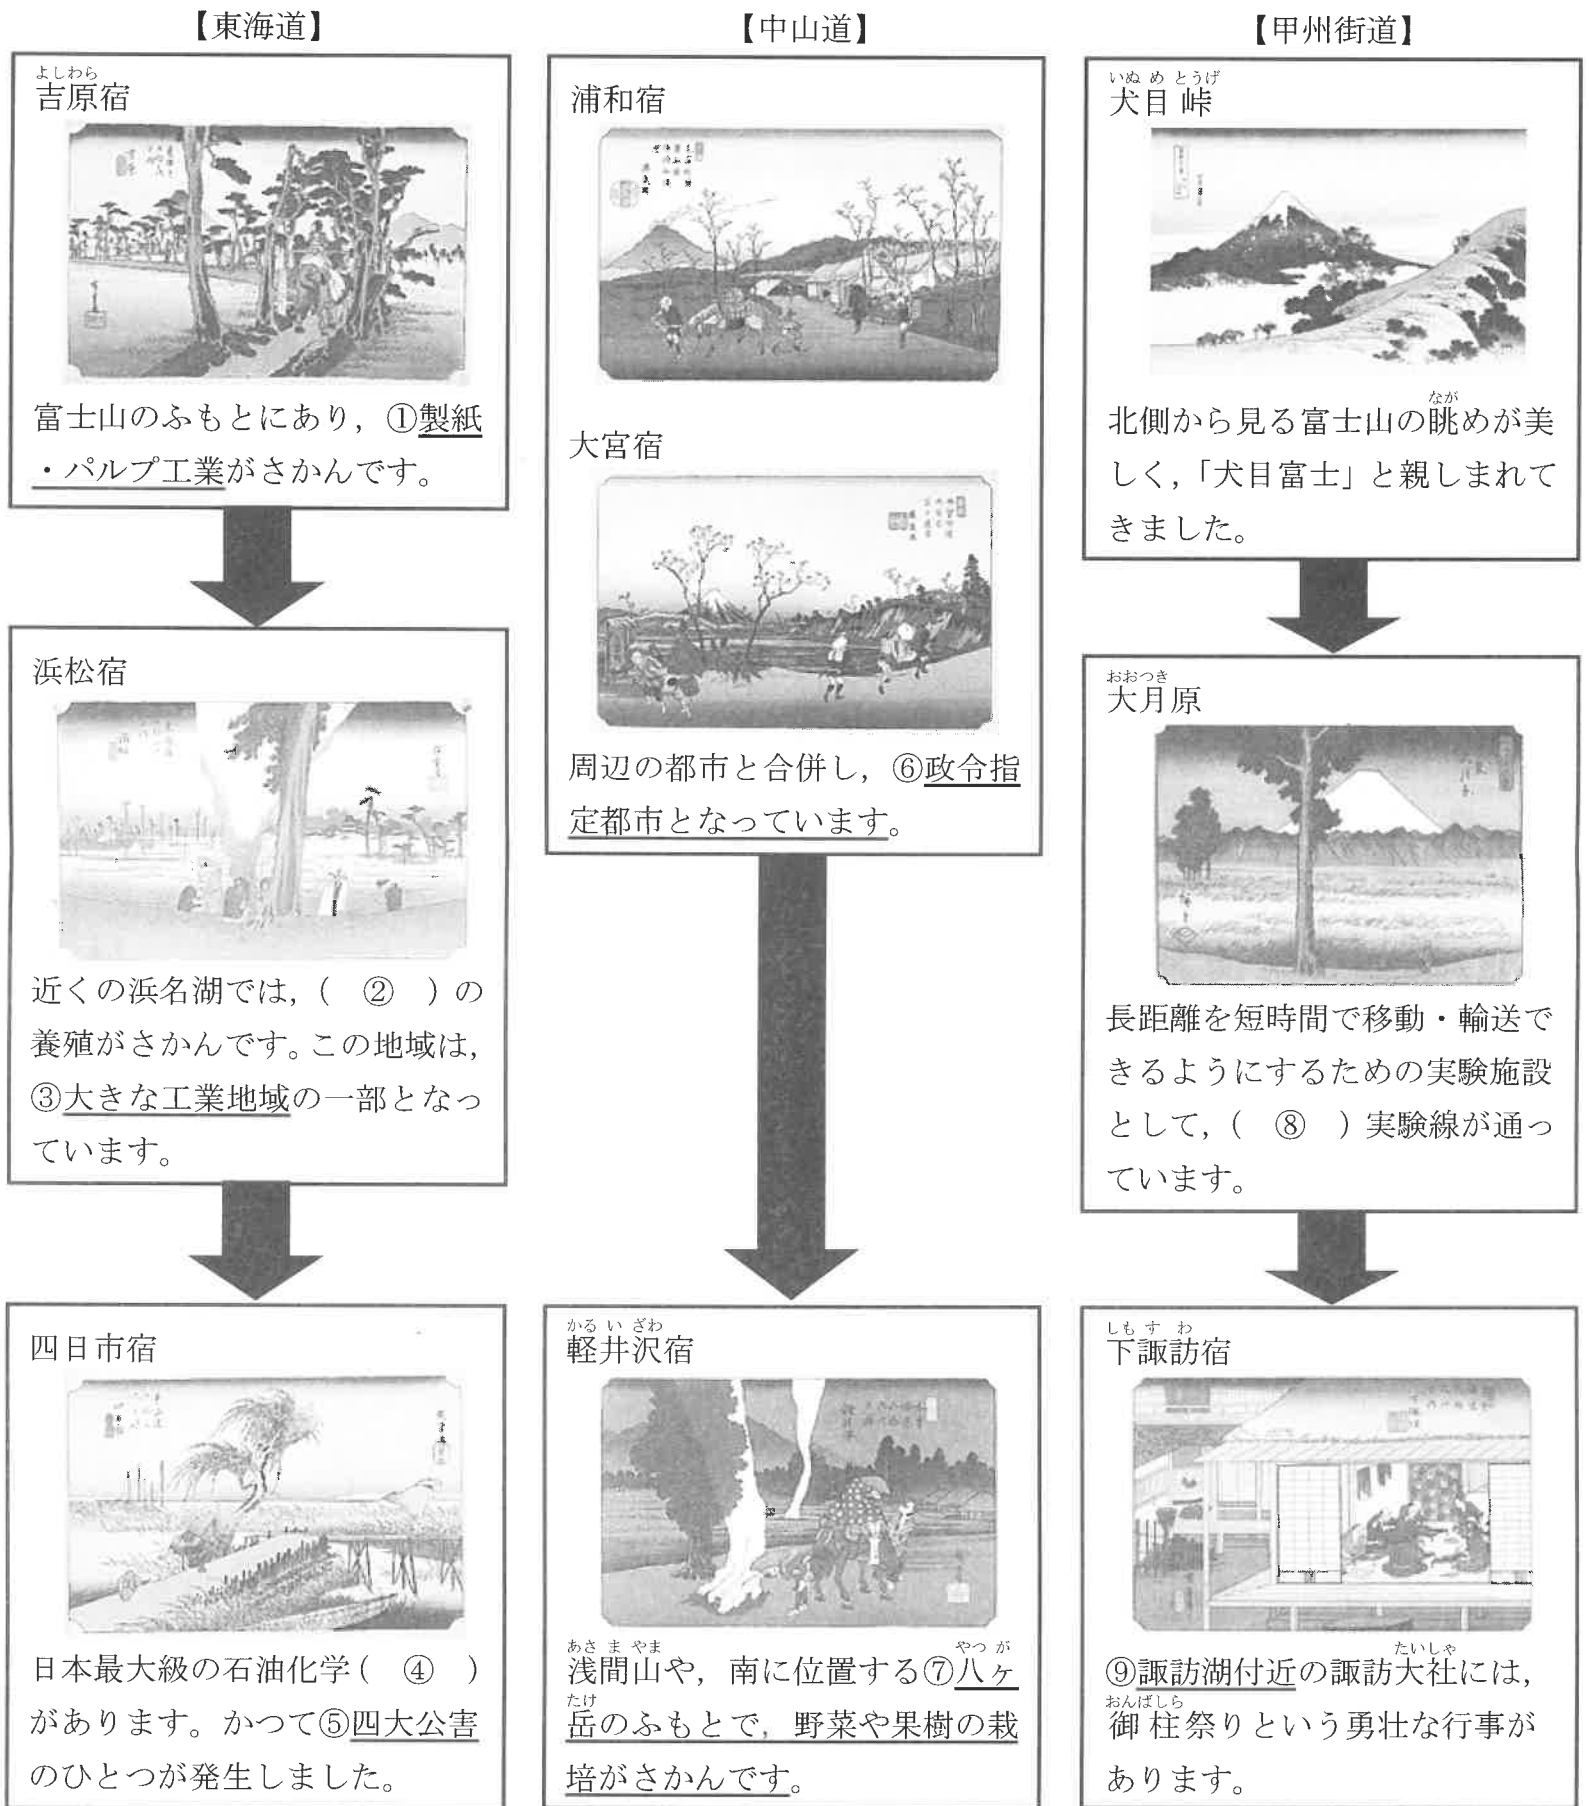 【東海道】
よしわら
吉原宿
富士山のふもとにあり，①製紙
・パルプ工業がさかんです。
浜松宿
近くの浜名湖では，（　②　）の
養殖がさかんです。この地域は，
③大きな工業地域の一部となっ
ています。
四日市宿
日本最大級の石油化学（　④　）
があります。かつて⑤四大公害
のひとつが発生しました。
【中山道】
浦和宿
大宮宿
周辺の都市と合併し，⑥政令指
定都市となっています。
かるいざわ
軽井沢宿
あさまやま　やつが
浅間山や，南に位置する⑦八ヶ
たけ
岳のふもとで，野菜や果樹の栽
培がさかんです。
【甲州街道】
いぬめとうげ
犬目峠
なが
北側から見る富士山の眺めが美
しく，「犬目富士」と親しまれて
きました。
おおつき
大月原
長距離を短時間で移動・輸送で
きるようにするための実験施設
として，（　⑧　）実験線が通っ
ています。
しもすわ
下諏訪宿
たいしゃ
⑨諏訪湖付近の諏訪大社には，
おんばしら
御柱祭りという勇壮な行事が
あります。